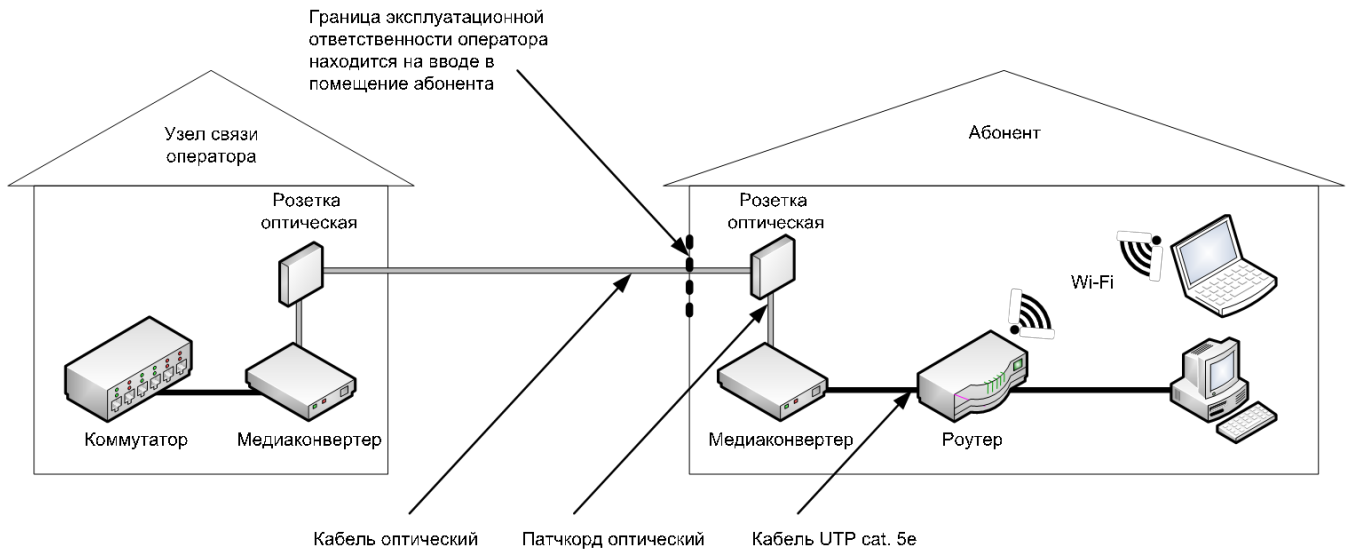 Граница эксплуатационной
ответственности оператора
находится на вводе в
помещение абонента
Узел связи
оператора
Абонент
Розетка
оптическая
Розетка
оптическая
Wi-Fi
Коммутатор
Медиаконвертер
Медиаконвертер
Роутер
Кабель оптический
Патчкорд оптический
Кабель UTP cat. 5e